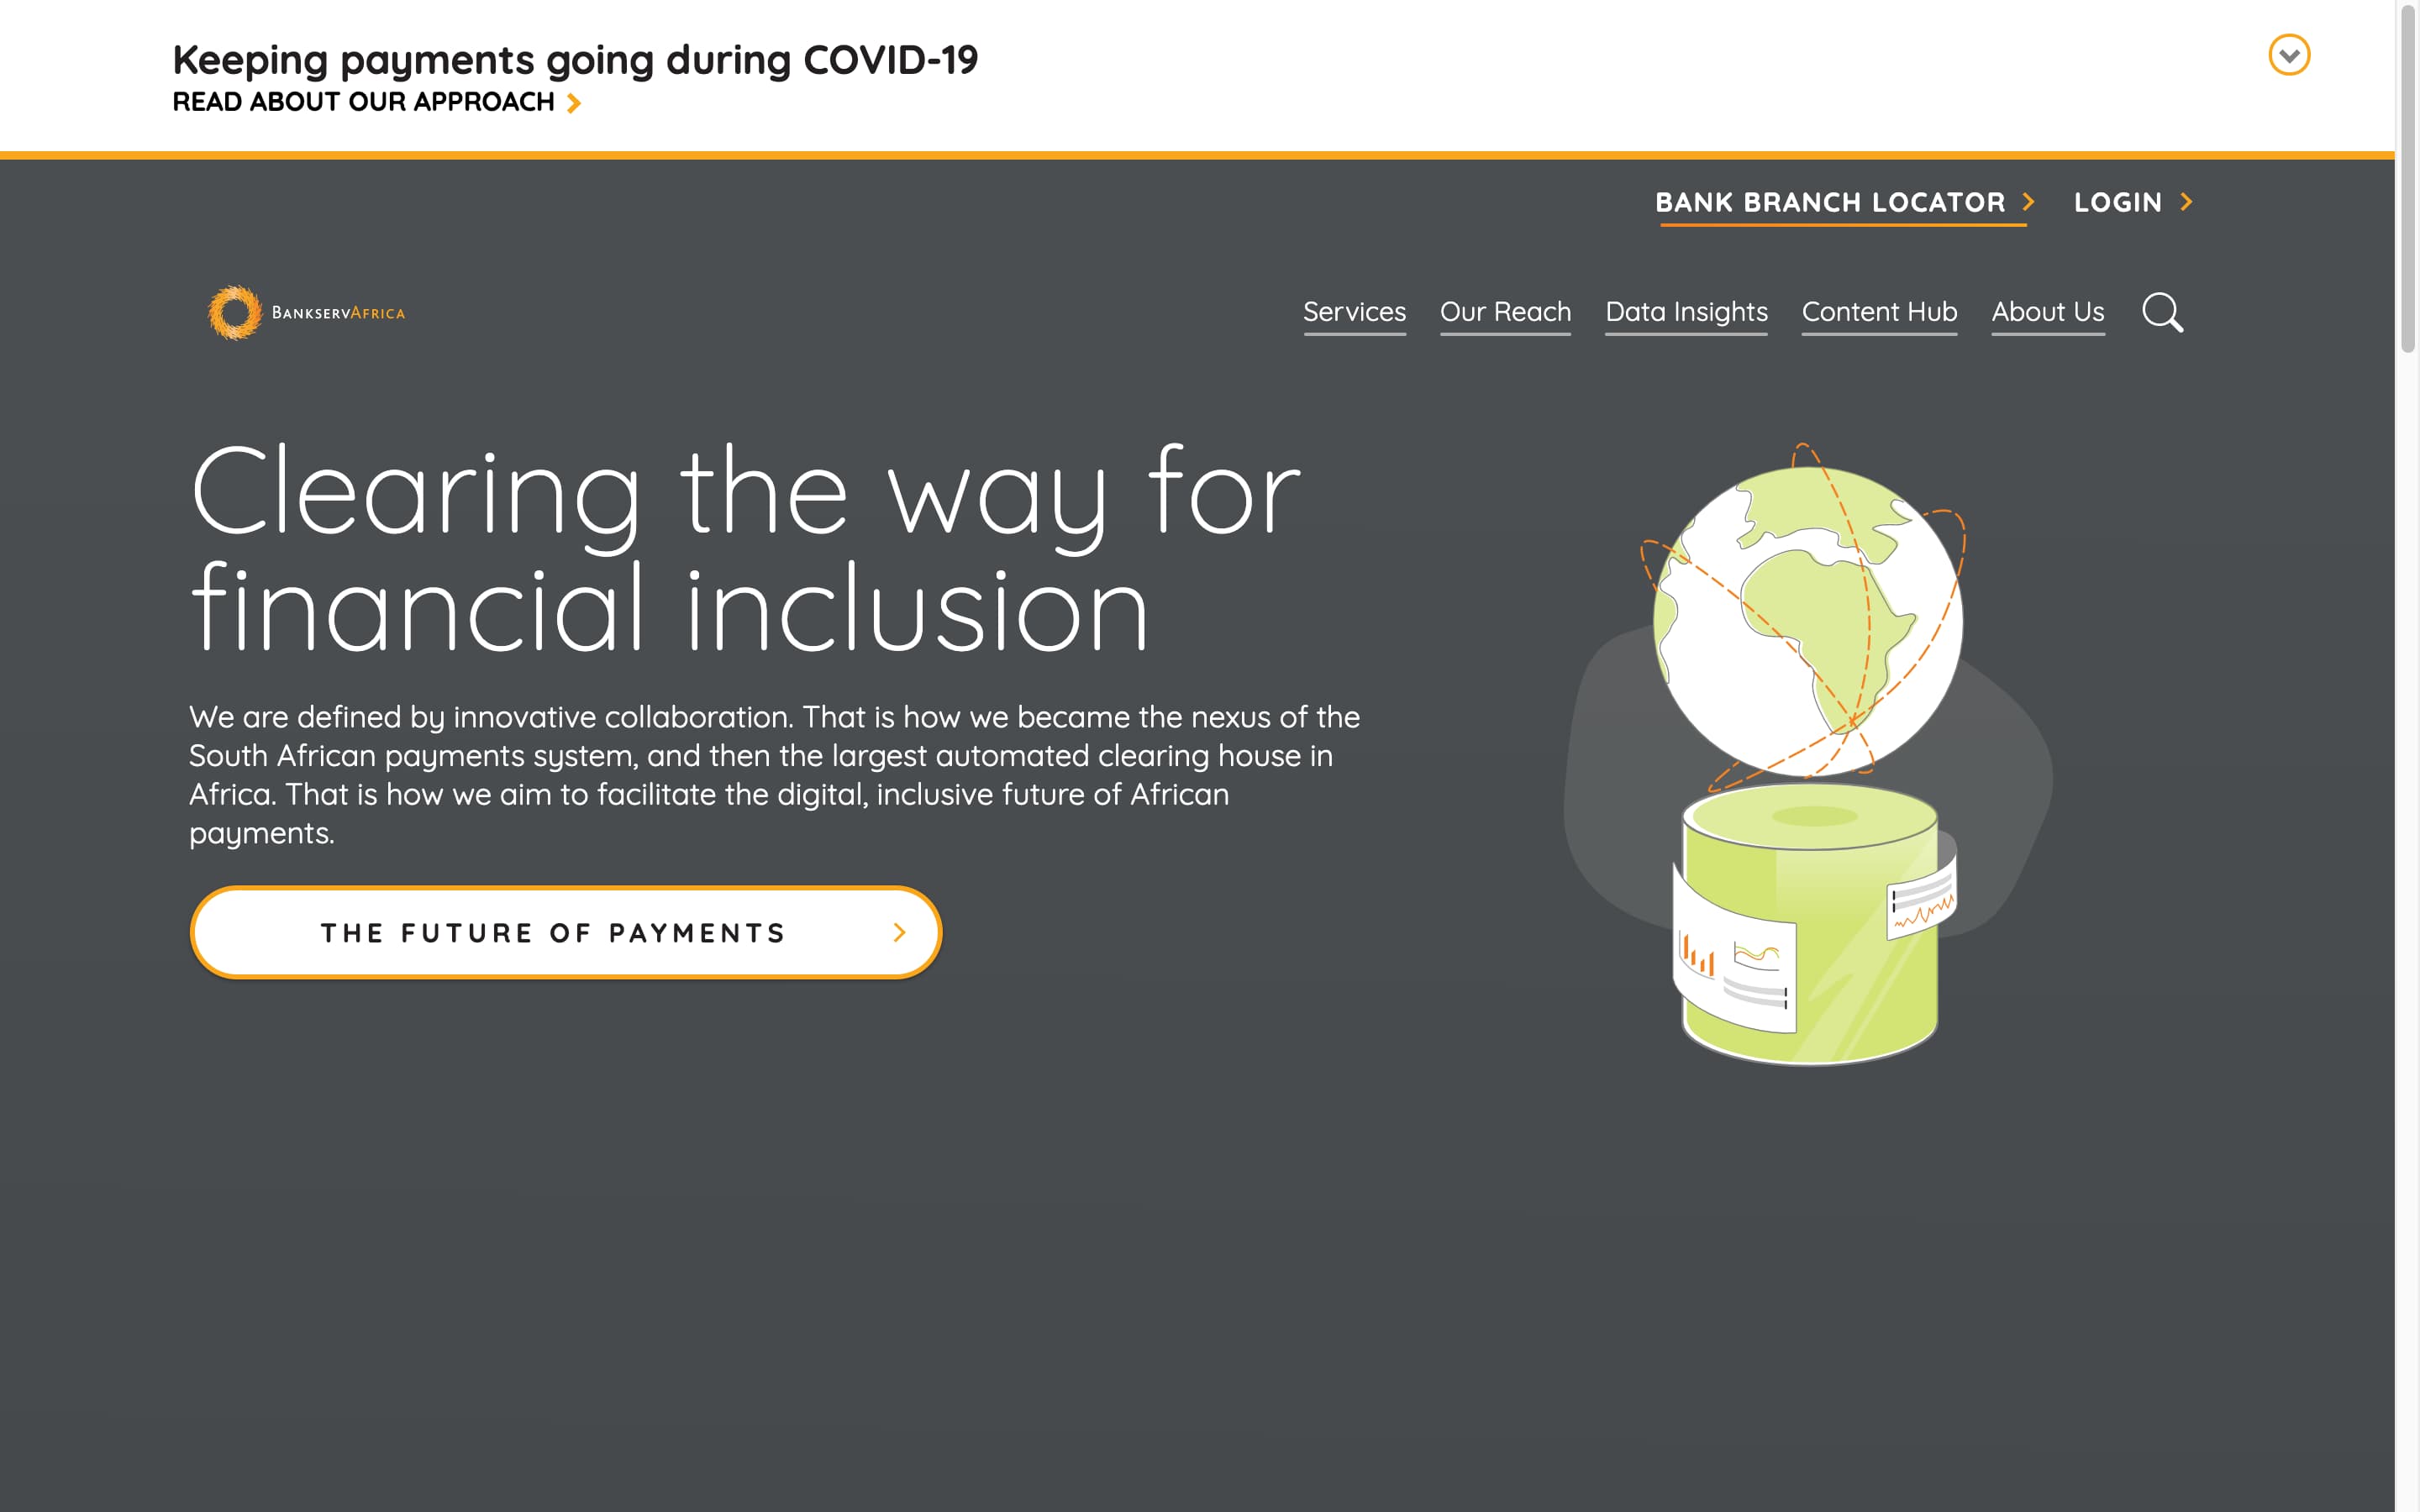 Keeping payments going during COVID-19
READ ABOUT OUR APPROACH
BANK BRANCH LOCATOR
LOGIN
BANKSERVAFRICA
Services
Our Reach
Data Insights
Content Hub
About Us
Clearing the way for
financial inclusion
We are defined by innovative collaboration. That is how we became the nexus of the
South African payments system, and then the largest automated clearing house in
Africa. That is how we aim to facilitate the digital, inclusive future of African
payments.
THE FUTURE OF PAYMENTS